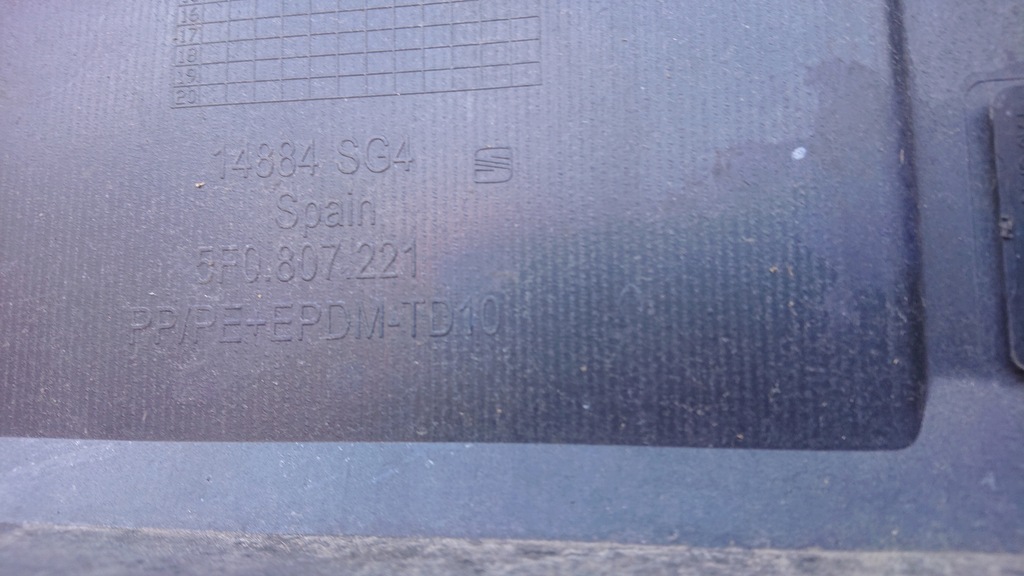 16
17
18
19
20
14884 SG4
Spain
5F0.807.221
PP/PE+EPDM-TD10